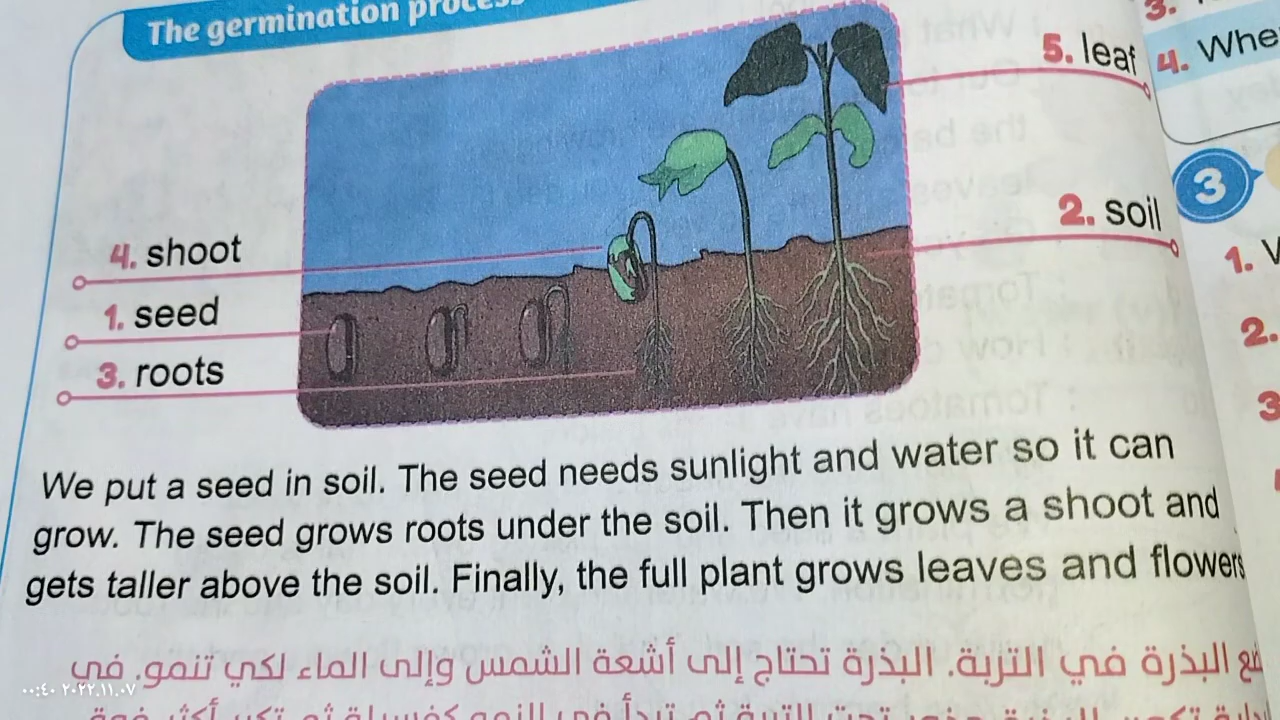 The germination process
5. leaf
4. Whe
3.
2. soil
3
4. shoot
1. seed
3. roots
1.
2.
3
We put a seed in soil. The seed needs sunlight and water so it can
grow. The seed grows roots under the soil. Then it grows a shoot and
gets taller above the soil. Finally, the full plant grows leaves and flowers
البذرة في التربة. البذرة تحتاج إلى أشعة الشمس وإلى الماء لكي تنمو. في
٢٠٢٢.١١.٠٧ ٠٠:٤٠